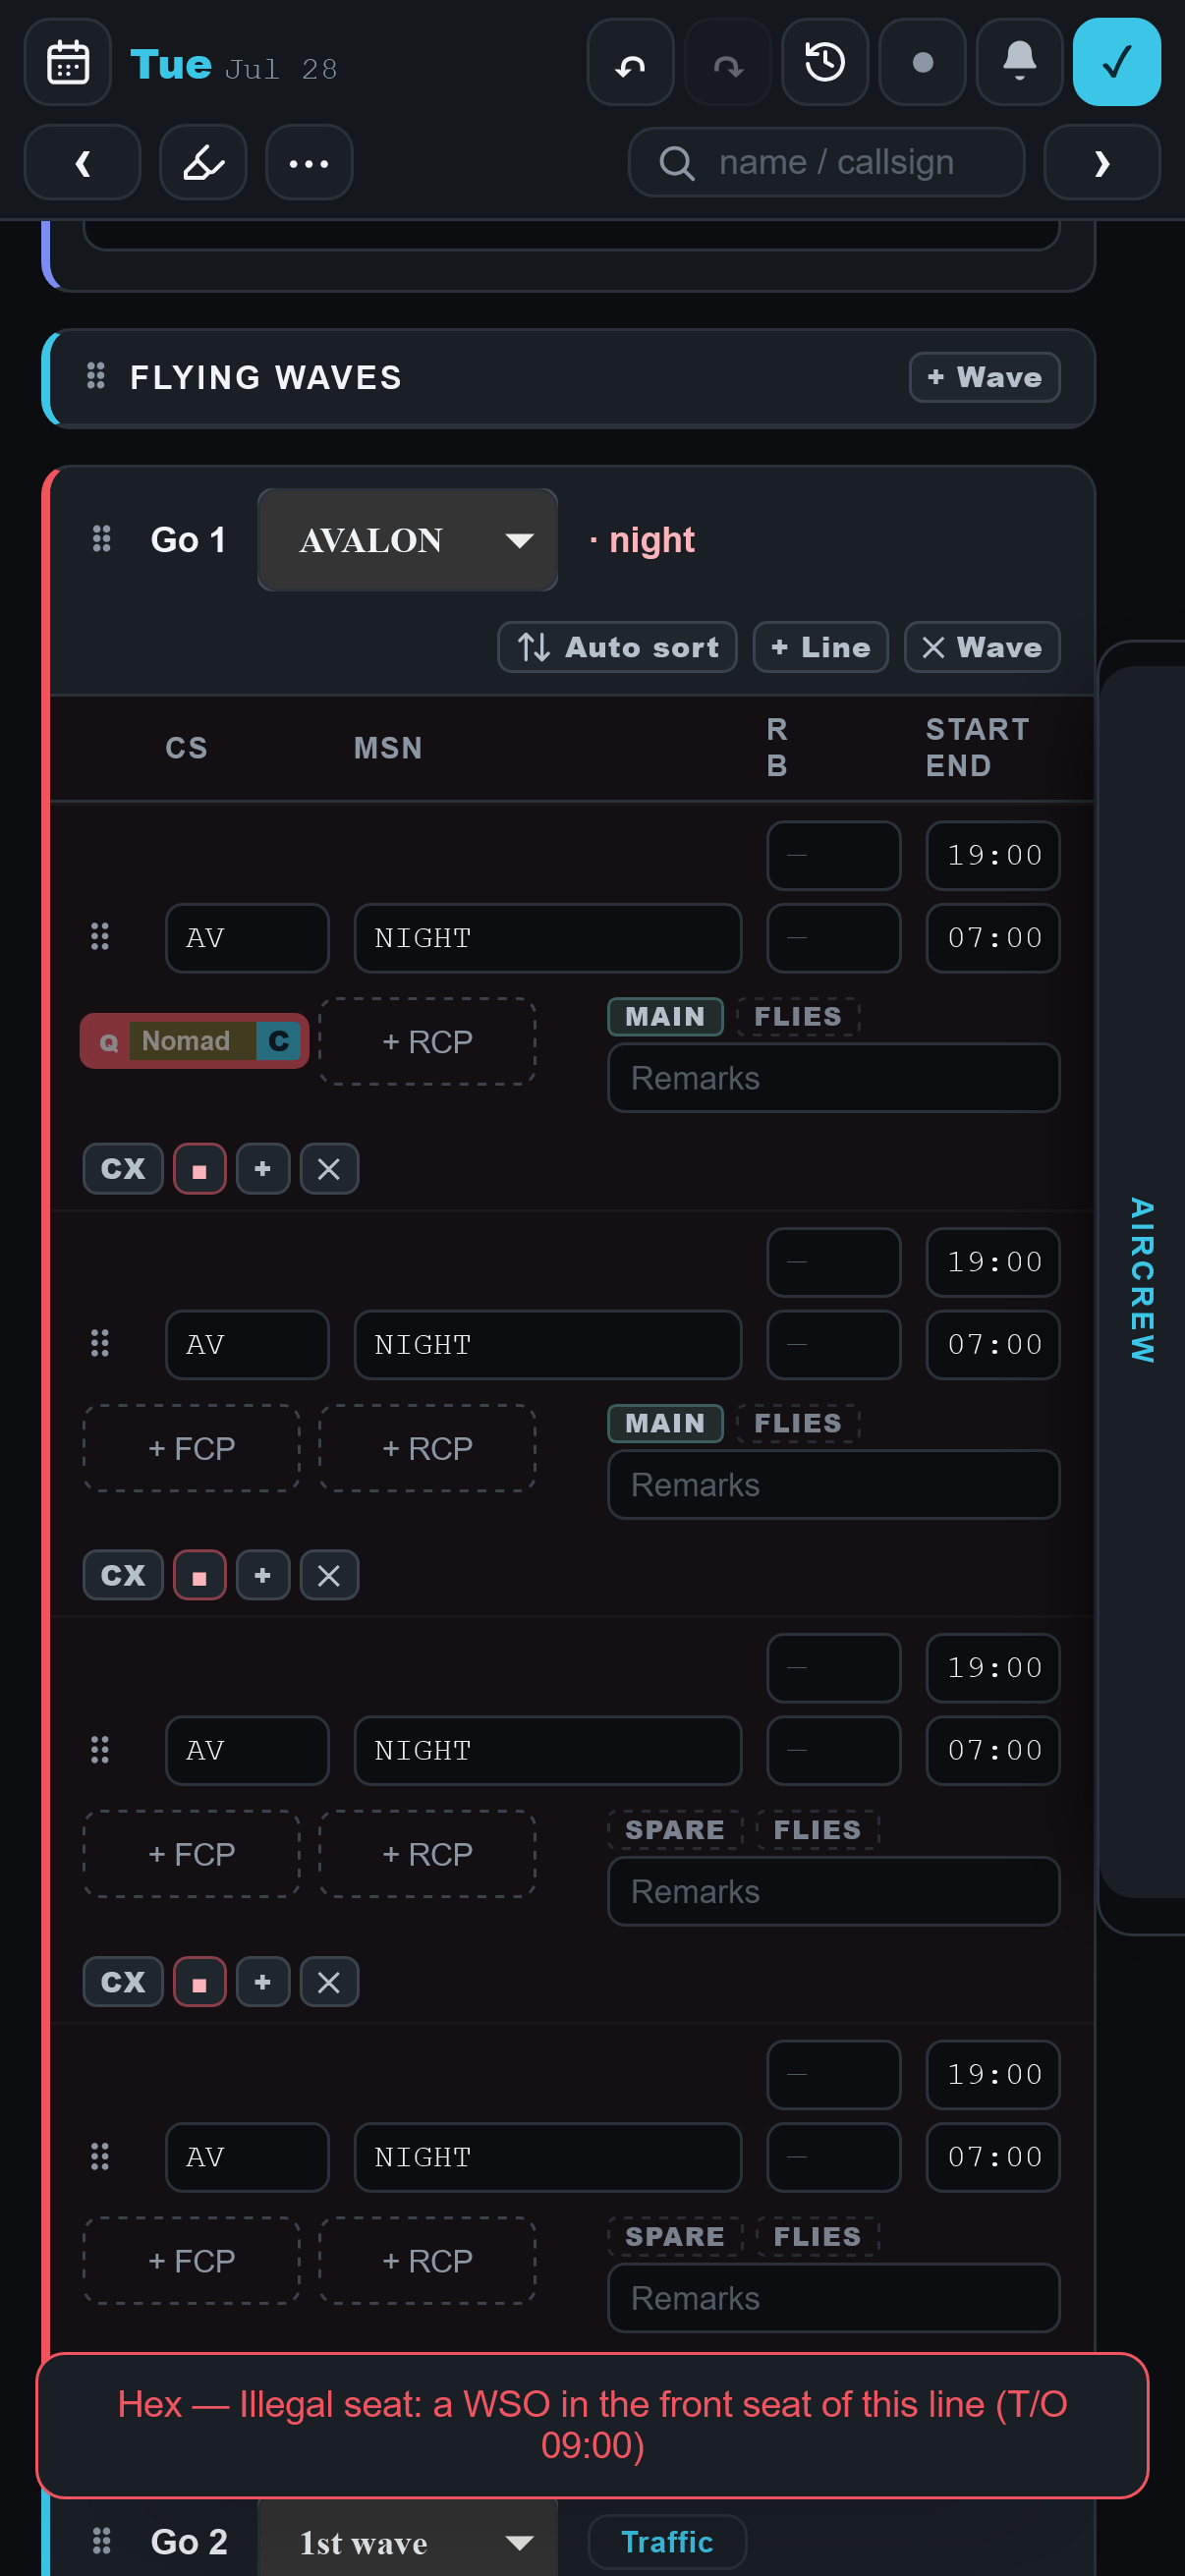 Tue Jul 28
name / callsign
FLYING WAVES
+ Wave
Go 1
AVALON
· night
Auto sort
+ Line
× Wave
CS
MSN
R
B
START
END
—
19:00
AV
NIGHT
—
07:00
Q Nomad C
+ RCP
MAIN
FLIES
Remarks
CX
+
×
—
19:00
AV
NIGHT
—
07:00
+ FCP
+ RCP
MAIN
FLIES
Remarks
CX
+
×
—
19:00
AV
NIGHT
—
07:00
+ FCP
+ RCP
SPARE
FLIES
Remarks
CX
+
×
—
19:00
AV
NIGHT
—
07:00
+ FCP
+ RCP
SPARE
FLIES
Remarks
AIRCREW
Hex — Illegal seat: a WSO in the front seat of this line (T/O
09:00)
Go 2
1st wave
Traffic